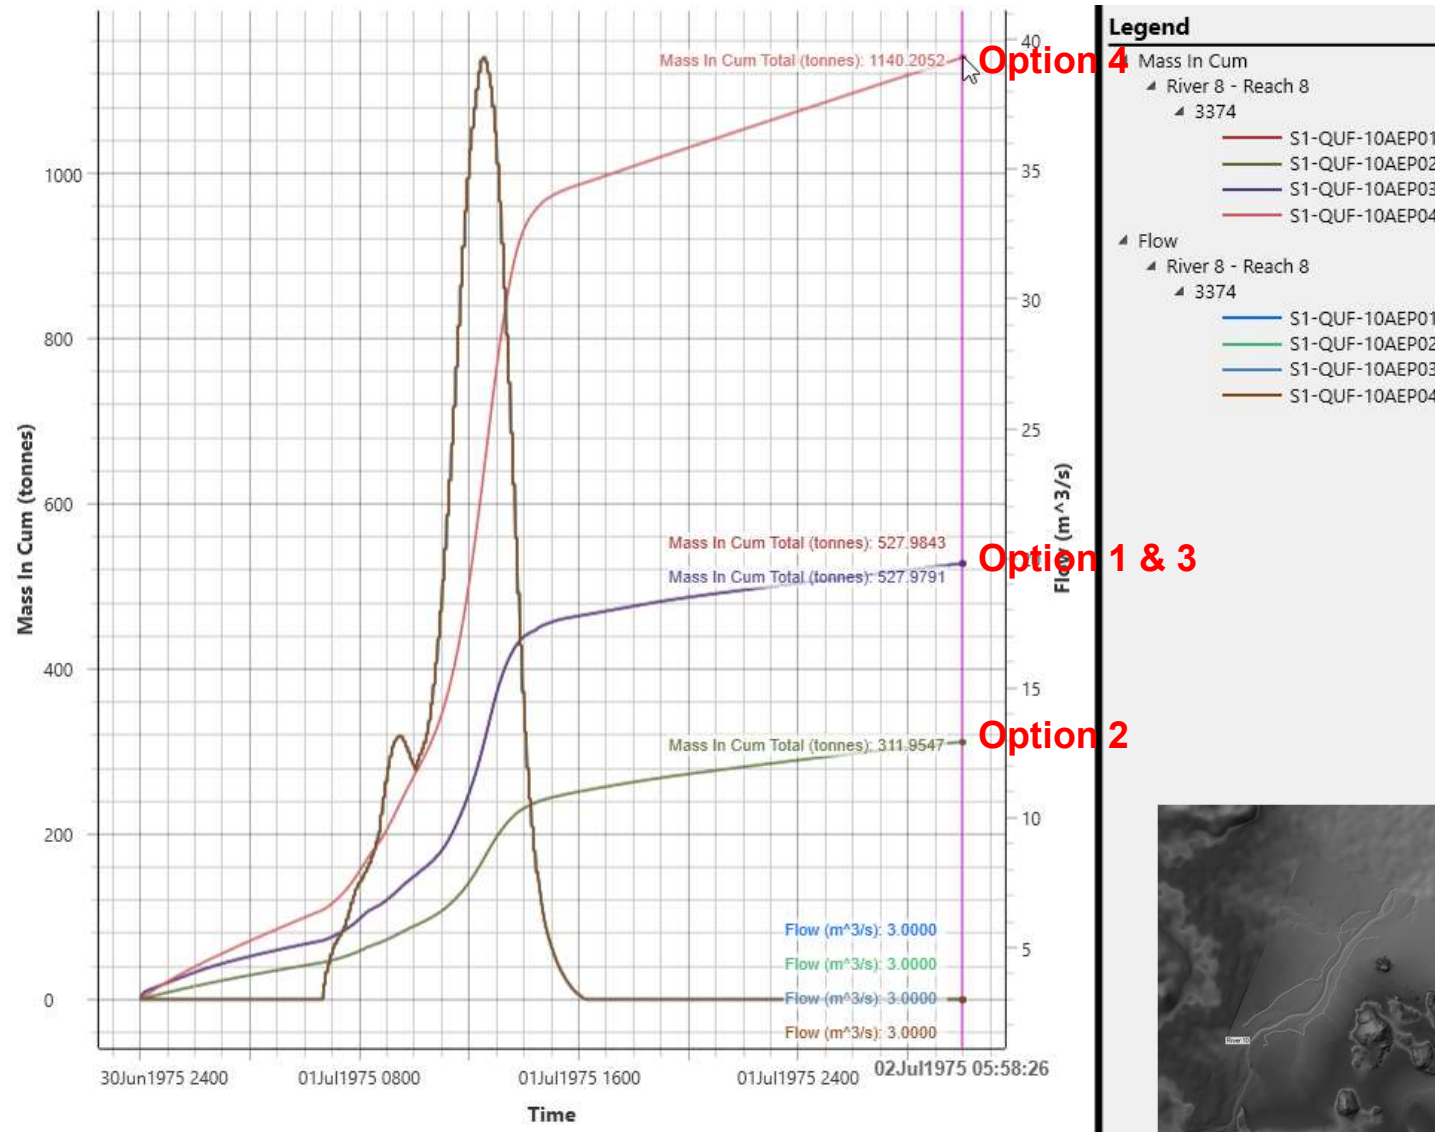 40
Mass In Cum Total (tonnes): 1140.2052
Option 4
35
1000
30
800
25
600
Mass In Cum (tonnes)
Flow (m^3/s)
Mass In Cum Total (tonnes): 527.9843
Option 1 & 3
Mass In Cum Total (tonnes): 527.9791
400
15
Option 2
Mass In Cum Total (tonnes): 311.9547
10
200
Flow (m^3/s): 3.0000
5
Flow (m^3/s): 3.0000
0
Flow (m^3/s): 3.0000
Flow (m^3/s): 3.0000
30Jun1975 2400
01Jul1975 0800
01Jul1975 1600
01Jul1975 2400
02Jul1975 05:58:26
Time
Legend
Mass In Cum
River 8 - Reach 8
3374
S1-QUF-10AEP01
S1-QUF-10AEP02
S1-QUF-10AEP03
S1-QUF-10AEP04
Flow
River 8 - Reach 8
3374
S1-QUF-10AEP01
S1-QUF-10AEP02
S1-QUF-10AEP03
S1-QUF-10AEP04